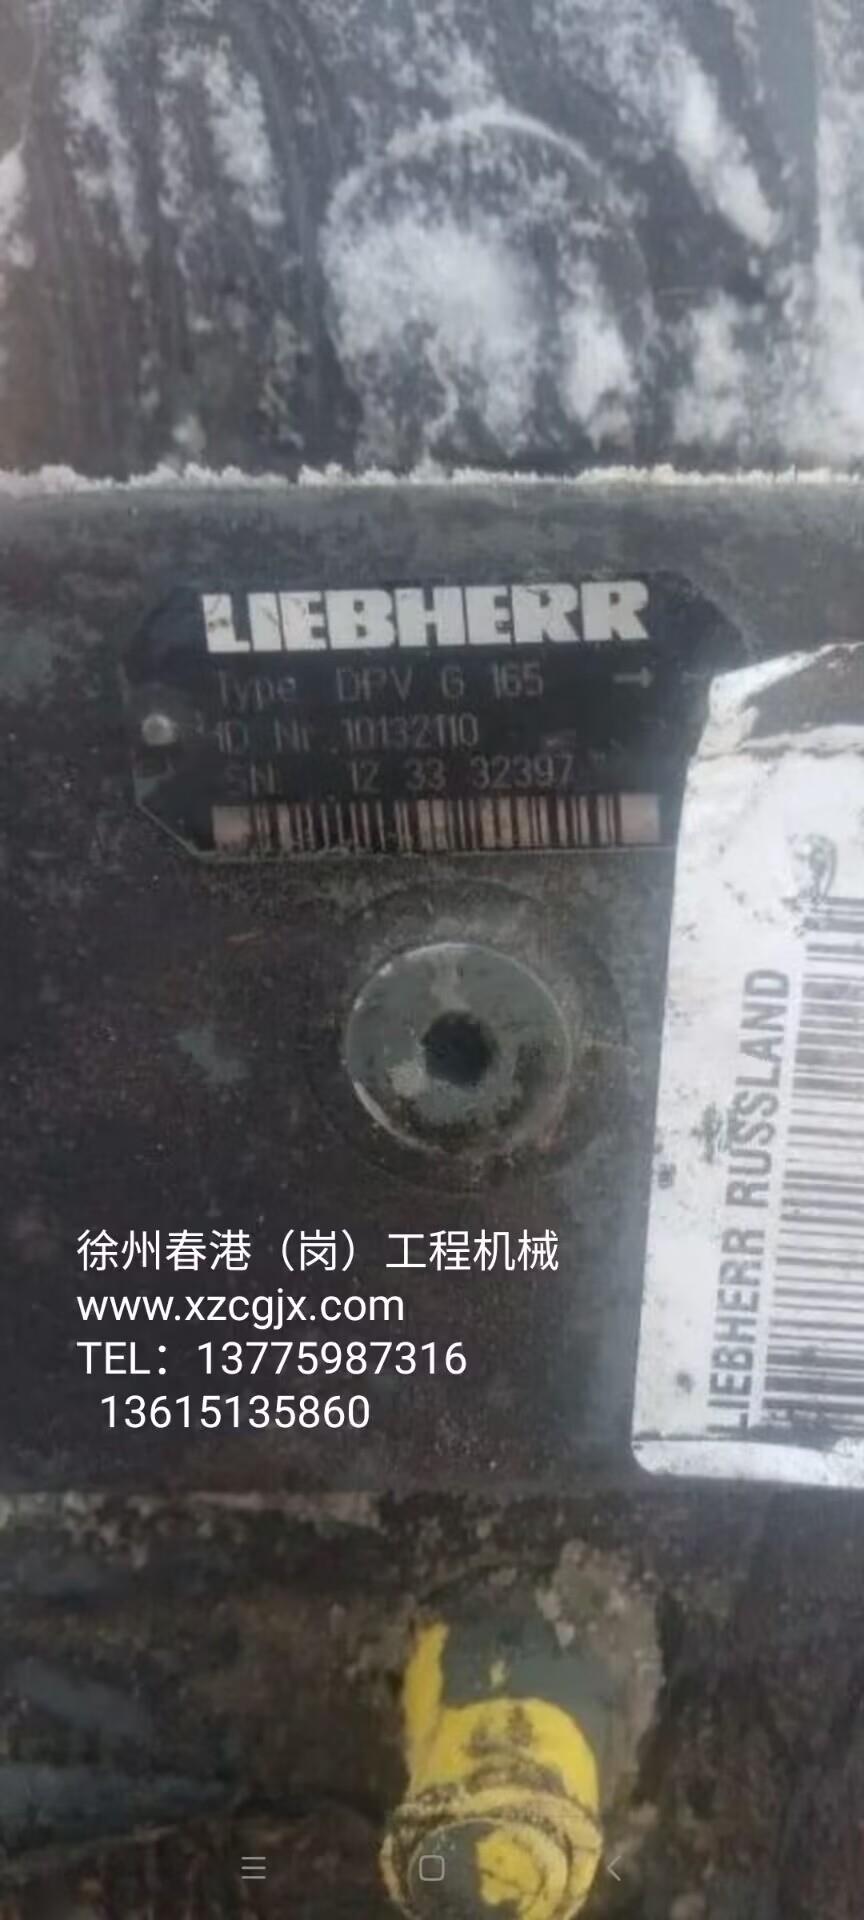 LIEBHERR
Type DPV G 165 →
ID Nr. 10132110
SN. 12 33 32397
LIEBHERR RUSSLAND
徐州春港（岗）工程机械
www.xzcgjx.com
TEL：13775987316
13615135860